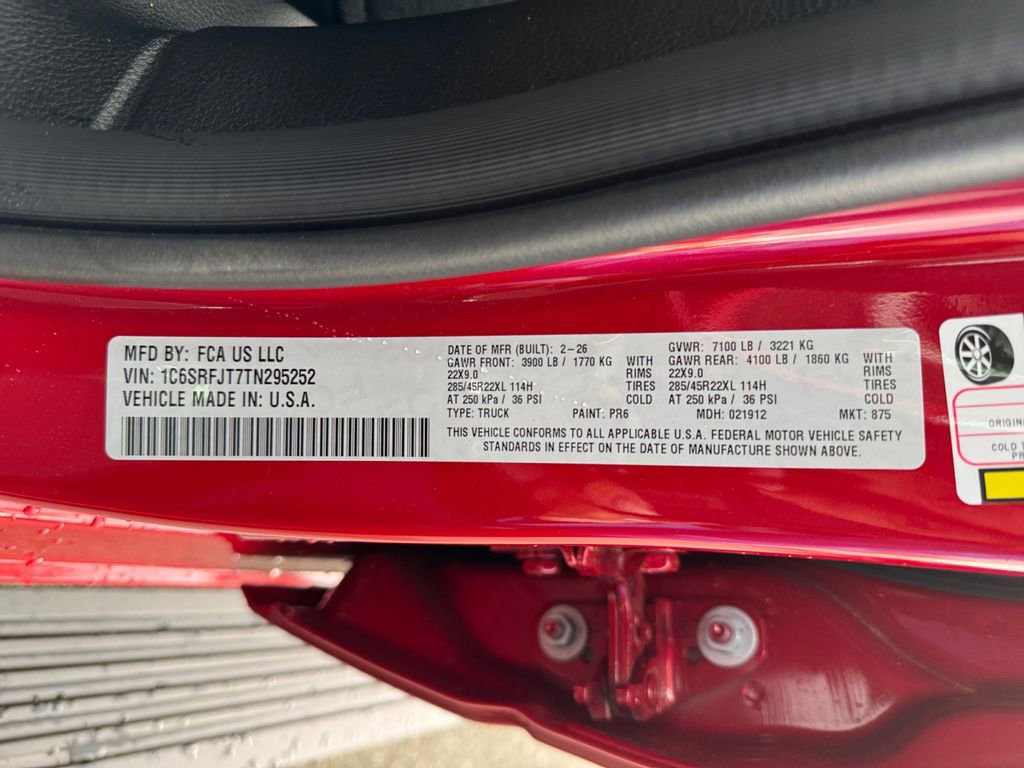 MFD BY: FCA US LLC
VIN: 1C6SRFJT7TN295252
VEHICLE MADE IN: U.S.A.
DATE OF MFR (BUILT): 2-26
GAWR FRONT: 3900 LB / 1770 KG WITH
22X9.0 RIMS
285/45R22XL 114H TIRES
AT 250 kPa / 36 PSI COLD
GVWR: 7100 LB / 3221 KG
GAWR REAR: 4100 LB / 1860 KG WITH
22X9.0 RIMS
285/45R22XL 114H TIRES
AT 250 kPa / 36 PSI COLD
TYPE: TRUCK PAINT: PR6 MDH: 021912 MKT: 875
THIS VEHICLE CONFORMS TO ALL APPLICABLE U.S.A. FEDERAL MOTOR VEHICLE SAFETY
STANDARDS IN EFFECT ON THE DATE OF MANUFACTURE SHOWN ABOVE.
COLD